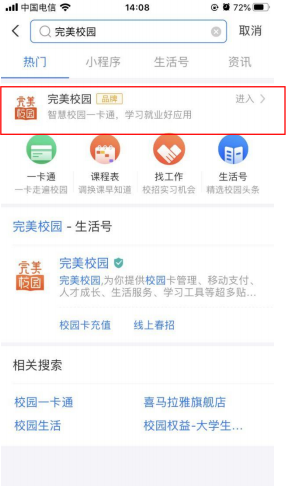 中国电信 14:08 72%
完美校园 取消
热门 小程序 生活号 资讯
完美校园 品牌 进入
智慧校园一卡通，学习就业好应用
完美校园
一卡通 课程表 找工作 生活号
一卡走遍校园 调换课早知道 校招实习机会 精选校园头条
完美校园 - 生活号
完美校园
完美校园
完美校园,为你提供校园卡管理、移动支付、
人才成长、生活服务、学习工具等超多贴...
校园卡充值 线上春招
相关搜索
校园一卡通 喜马拉雅旗舰店
校园生活 校园权益-大学生...